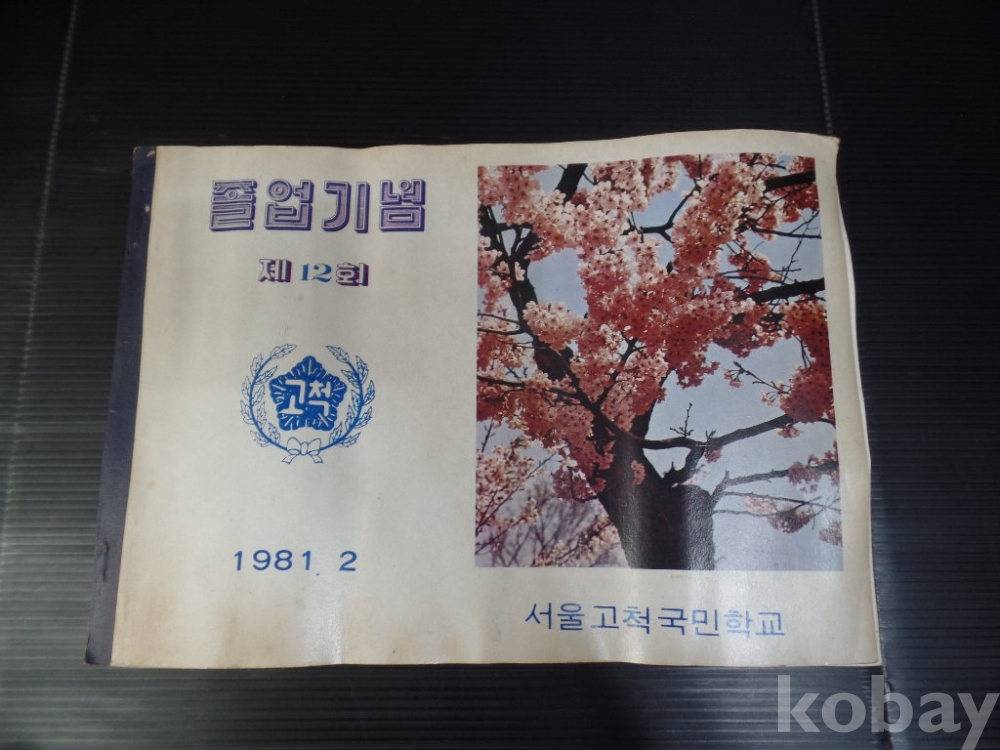 졸업기념
제 12회
고척
1981. 2
서울고척국민학교
kobay